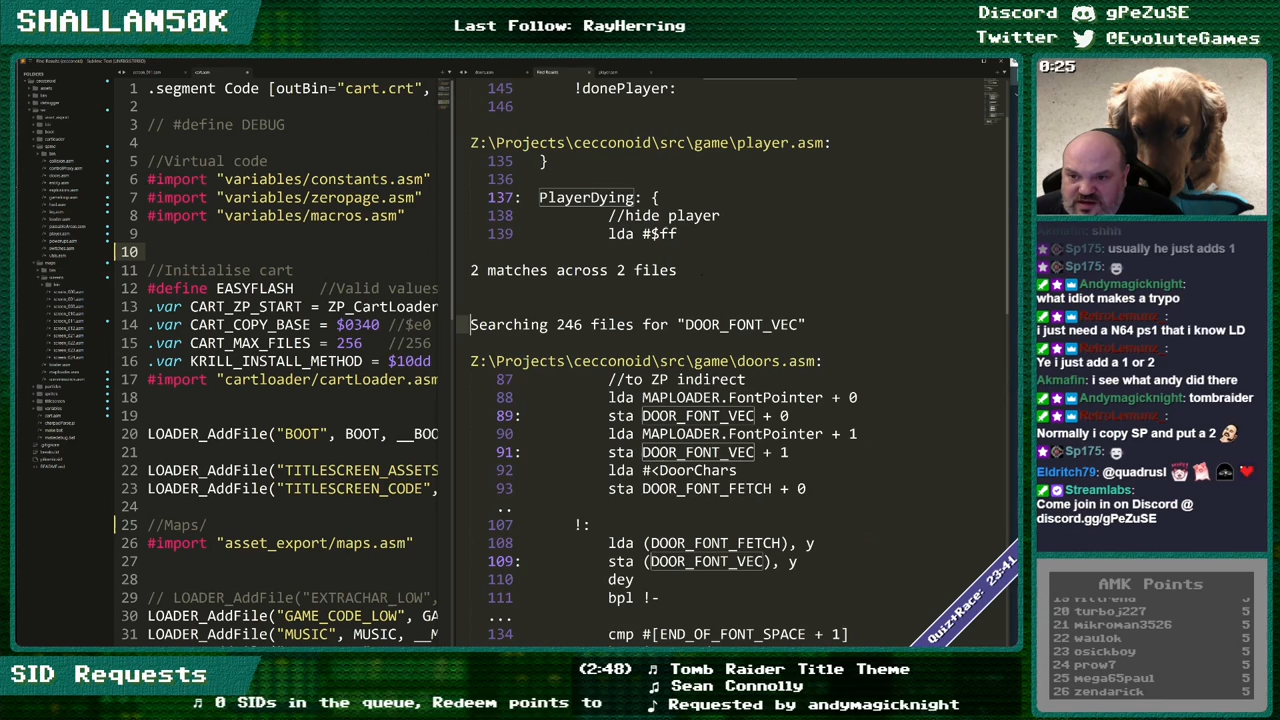 SHALLAN50K
Last Follow: RayHerring
Discord gPeZuSE
Twitter @EvoluteGames
0:25
1 .segment Code [outBin="cart.crt",
2
3 // #define DEBUG
4
5 //Virtual code
6 #import "variables/constants.asm"
7 #import "variables/zeropage.asm"
8 #import "variables/macros.asm"
9
10
11 //Initialise cart
12 #define EASYFLASH //Valid values
13 .var CART_ZP_START = ZP_CartLoader
14 .var CART_COPY_BASE = $0340 //$e0
15 .var CART_MAX_FILES = 256 //256
16 .var KRILL_INSTALL_METHOD = $10dd
17 #import "cartloader/cartLoader.asm
18
19 LOADER_AddFile("BOOT", BOOT, __BO
20
21
22 LOADER_AddFile("TITLESCREEN_ASSETS
23 LOADER_AddFile("TITLESCREEN_CODE",
24
25 //Maps/
26 #import "asset_export/maps.asm"
27
28
29 // LOADER_AddFile("EXTRACHAR_LOW",
30 LOADER_AddFile("GAME_CODE_LOW", GA
31 LOADER_AddFile("MUSIC", MUSIC, __M
145 !donePlayer:
146
Z:\Projects\cecconoid\src\game\player.asm:
135 }
136
137: PlayerDying: {
138 //hide player
139 lda #$ff
2 matches across 2 files
Searching 246 files for "DOOR_FONT_VEC"
Z:\Projects\cecconoid\src\game\doors.asm:
87 //to ZP indirect
88 lda MAPLOADER.FontPointer + 0
89: sta DOOR_FONT_VEC + 0
90 lda MAPLOADER.FontPointer + 1
91: sta DOOR_FONT_VEC + 1
92 lda #<DoorChars
93 sta DOOR_FONT_FETCH + 0
..
107 !:
108 lda (DOOR_FONT_FETCH), y
109: sta (DOOR_FONT_VEC), y
110 dey
111 bpl !-
...
134 cmp #[END_OF_FONT_SPACE + 1]
Quiz+Race: 23:41
Akmafin: shhh
Sp175: usually he just adds 1
Sp175:
Andymagicknight:
what idiot makes a trypo
RetroLemunz:
i just need a N64 ps1 that i know LD
RetroLemunz:
Ye i just add a 1 or 2
Akmafin: i see what andy did there
Andymagicknight: tombraider
RetroLemunz:
Normally i copy SP and put a 2
Sp175:
Eldritch79: @quadrusl
Streamlabs:
Come join in on Discord @
discord.gg/gPeZuSE
AMK Points
20 turboj227 5
21 mikroman3526 5
22 waulok 5
23 osickboy 5
24 prow7 5
25 mega65paul 5
26 zendarick 5
SID Requests
(2:48) ♫ Tomb Raider Title Theme
♫ Sean Connolly
♪ Requested by andymagicknight
♬ 0 SIDs in the queue, Redeem points to